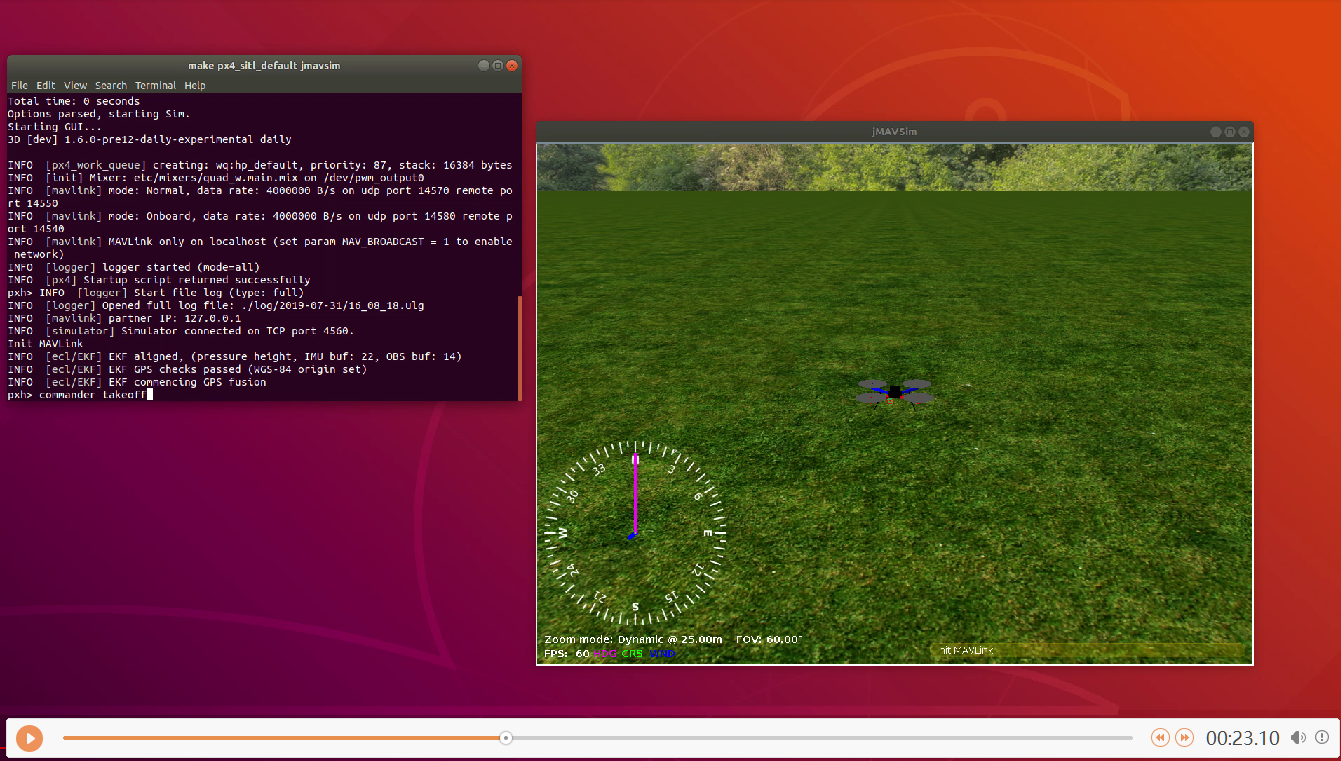 make px4_sitl_default jmavsim
File Edit View Search Terminal Help
Total time: 0 seconds
Options parsed, starting Sim.
Starting GUI...
3D [dev] 1.6.0-pre12-daily-experimental daily
INFO [px4_work_queue] creating: wq:hp_default, priority: 87, stack: 16384 bytes
INFO [init] Mixer: etc/mixers/quad_w.main.mix on /dev/pwm_output0
INFO [mavlink] mode: Normal, data rate: 4000000 B/s on udp port 14570 remote po
rt 14550
INFO [mavlink] mode: Onboard, data rate: 4000000 B/s on udp port 14580 remote p
ort 14540
INFO [mavlink] MAVLink only on localhost (set param MAV_BROADCAST = 1 to enable
network)
INFO [logger] logger started (mode=all)
INFO [px4] Startup script returned successfully
pxh> INFO [logger] Start file log (type: full)
INFO [logger] Opened full log file: ./log/2019-07-31/16_08_18.ulg
INFO [mavlink] partner IP: 127.0.0.1
INFO [simulator] Simulator connected on TCP port 4560.
Init MAVLink
INFO [ecl/EKF] EKF aligned, (pressure height, IMU buf: 22, OBS buf: 14)
INFO [ecl/EKF] EKF GPS checks passed (WGS-84 origin set)
INFO [ecl/EKF] EKF commencing GPS fusion
pxh> commander takeoff
jMAVSim
N
33 3
30 6
W E
24 12
21 15
S
Zoom mode: Dynamic @ 25.00m FOV: 60.00°
FPS: 60 CRS WND
Init MAVLink
00:23.10